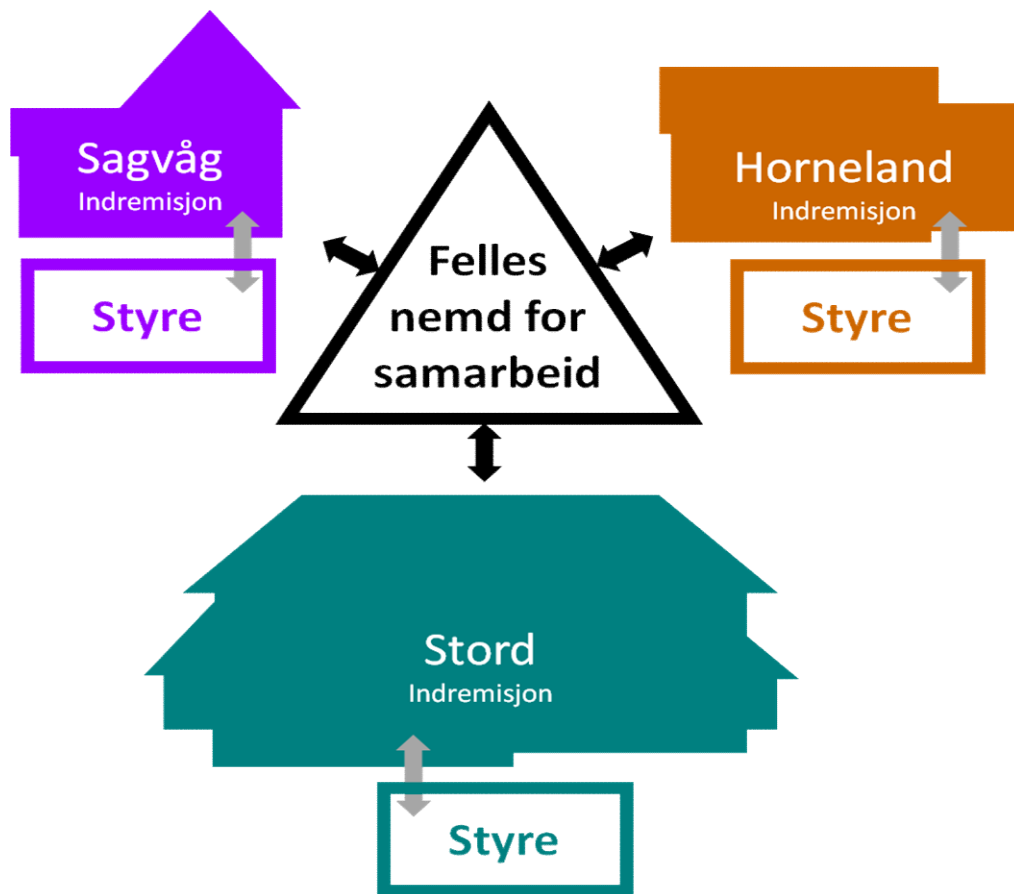 Sagvåg
Indremisjon
Styre
Felles
nemd for
samarbeid
Horneland
Indremisjon
Styre
Stord
Indremisjon
Styre